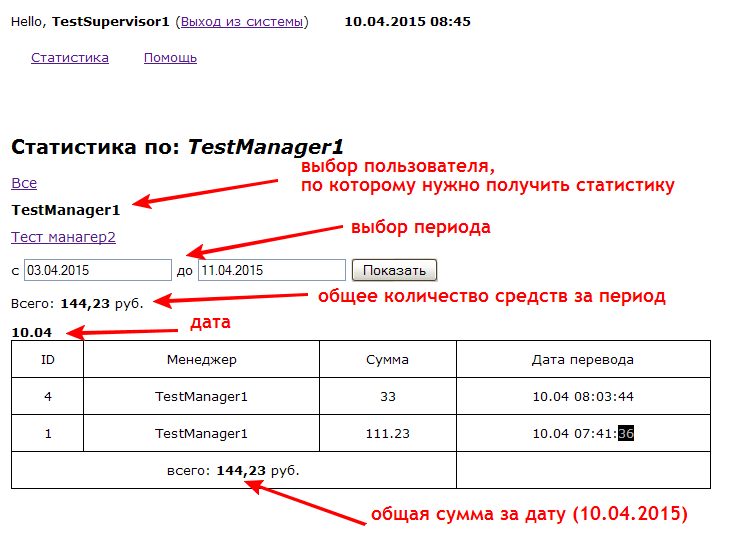 Hello, TestSupervisor1 (Выход из системы) 10.04.2015 08:45
Статистика Помощь
Статистика по: TestManager1
выбор пользователя,
по которому нужно получить статистику
Все
TestManager1
Тест манагер2
выбор периода
с 03.04.2015 до 11.04.2015 Показать
Всего: 144,23 руб.
общее количество средств за период
дата
10.04
ID Менеджер Сумма Дата перевода
4 TestManager1 33 10.04 08:03:44
1 TestManager1 111.23 10.04 07:41:36
всего: 144,23 руб.
общая сумма за дату (10.04.2015)